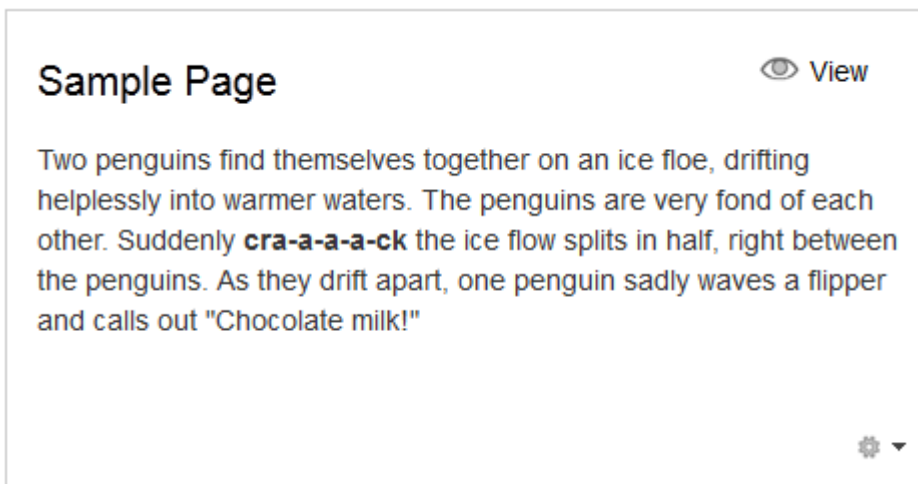 Sample Page
View
Two penguins find themselves together on an ice floe, drifting
helplessly into warmer waters. The penguins are very fond of each
other. Suddenly cra-a-a-a-ck the ice flow splits in half, right between
the penguins. As they drift apart, one penguin sadly waves a flipper
and calls out "Chocolate milk!"